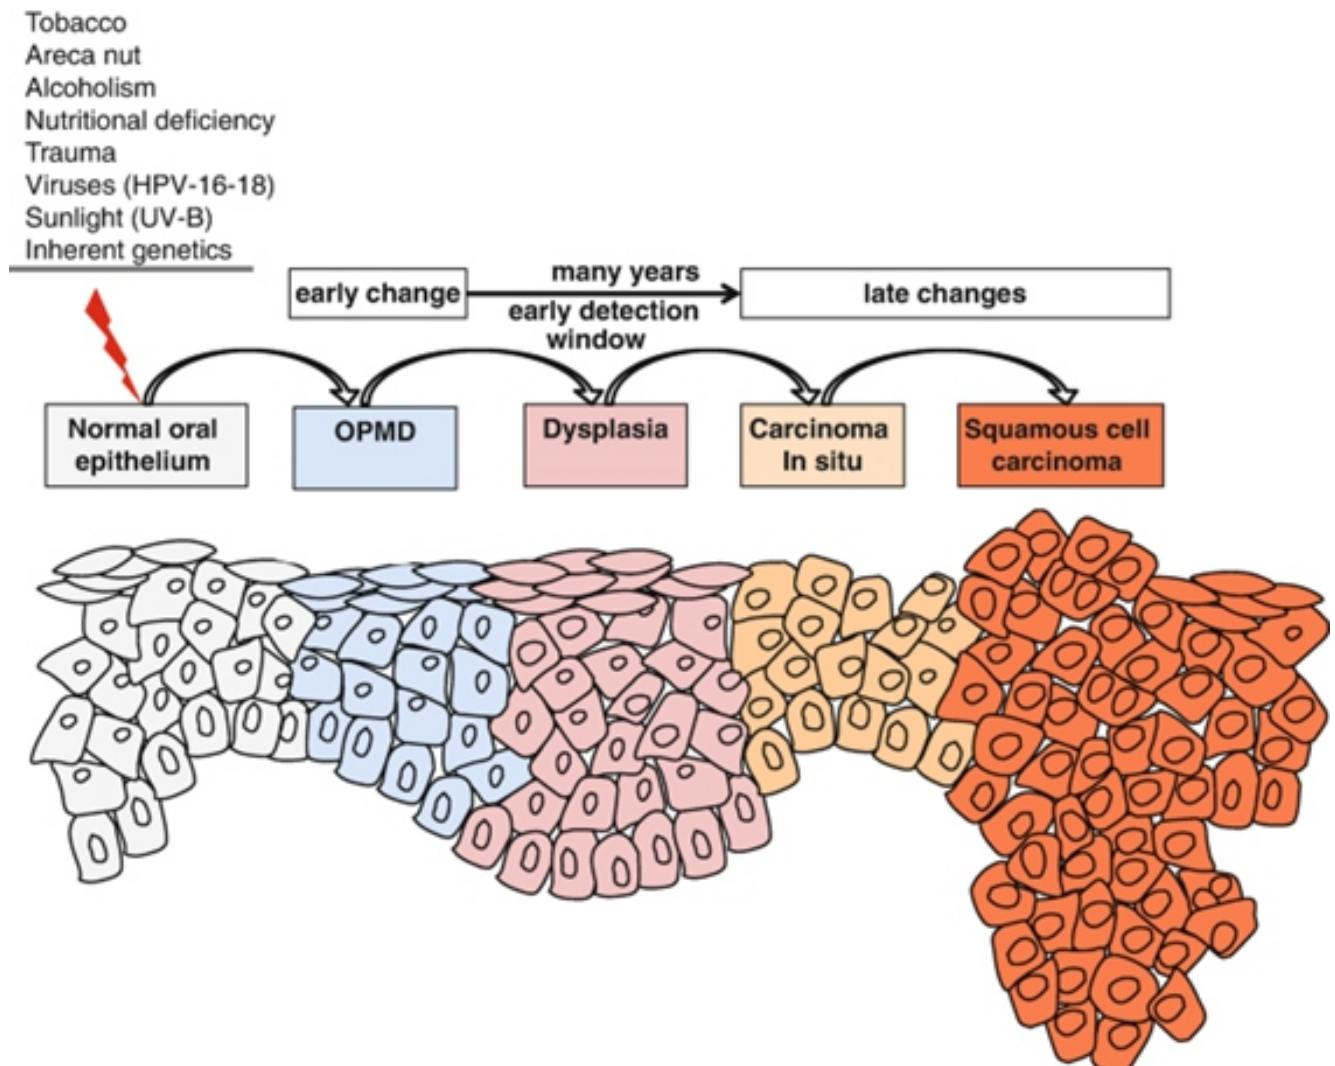 Tobacco
Areca nut
Alcoholism
Nutritional deficiency
Trauma
Viruses (HPV-16-18)
Sunlight (UV-B)
Inherent genetics
early change
many years
early detection
window
late changes
Normal oral
epithelium
OPMD
Dysplasia
Carcinoma
In situ
Squamous cell
carcinoma